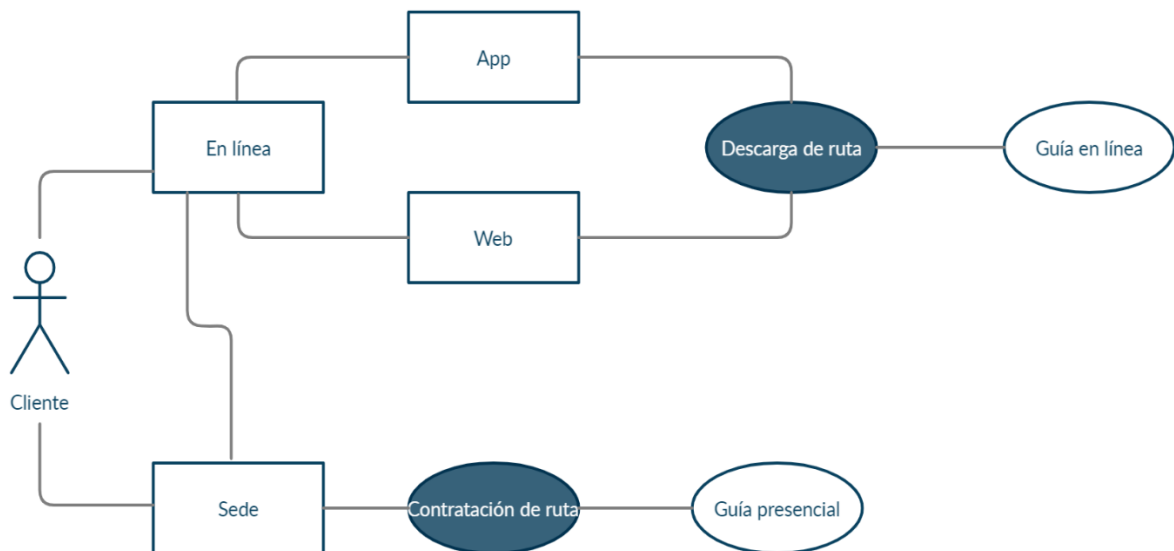 App
En línea
Descarga de ruta
Guía en línea
Web
Cliente
Sede
Contratación de ruta
Guía presencial